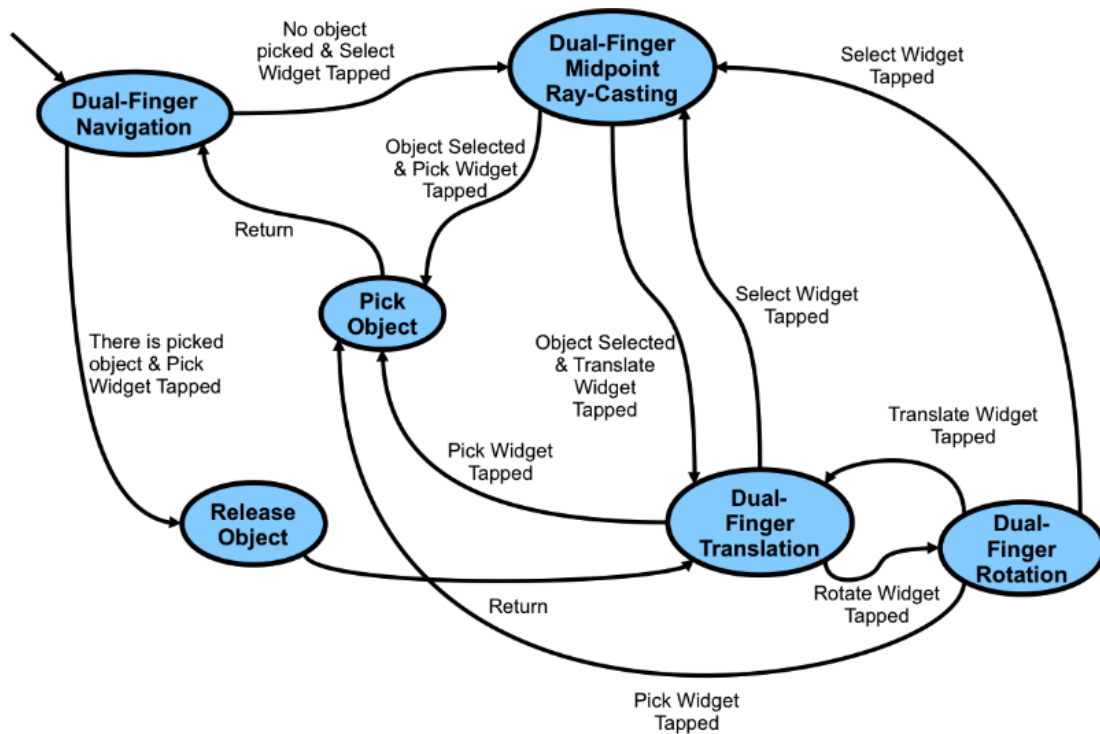 No object
picked & Select
Widget Tapped
Dual-Finger
Midpoint
Ray-Casting
Select Widget
Tapped
Dual-Finger
Navigation
Object Selected
& Pick Widget
Tapped
Return
Pick
Object
Select Widget
Tapped
There is picked
object & Pick
Widget Tapped
Object Selected
& Translate
Widget
Tapped
Translate Widget
Tapped
Pick Widget
Tapped
Release
Object
Dual-
Finger
Translation
Dual-
Finger
Rotation
Return
Rotate Widget
Tapped
Pick Widget
Tapped